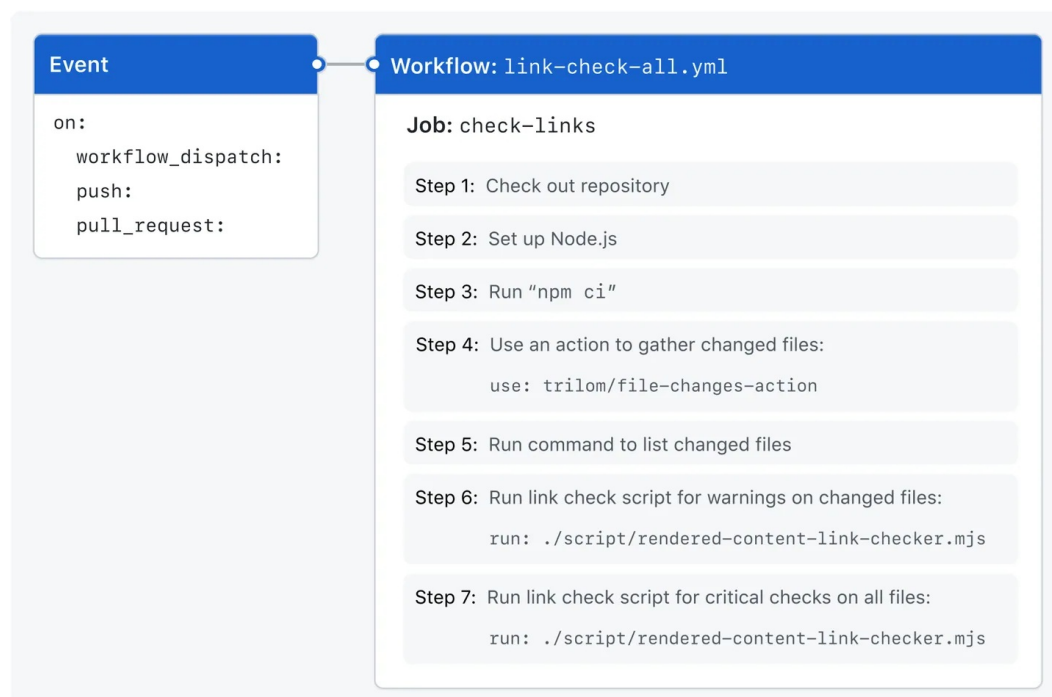 Event
on:
workflow_dispatch:
push:
pull_request:
Workflow: link-check-all.yml
Job: check-links
Step 1: Check out repository
Step 2: Set up Node.js
Step 3: Run “npm ci”
Step 4: Use an action to gather changed files:
use: trilom/file-changes-action
Step 5: Run command to list changed files
Step 6: Run link check script for warnings on changed files:
run: ./script/rendered-content-link-checker.mjs
Step 7: Run link check script for critical checks on all files:
run: ./script/rendered-content-link-checker.mjs